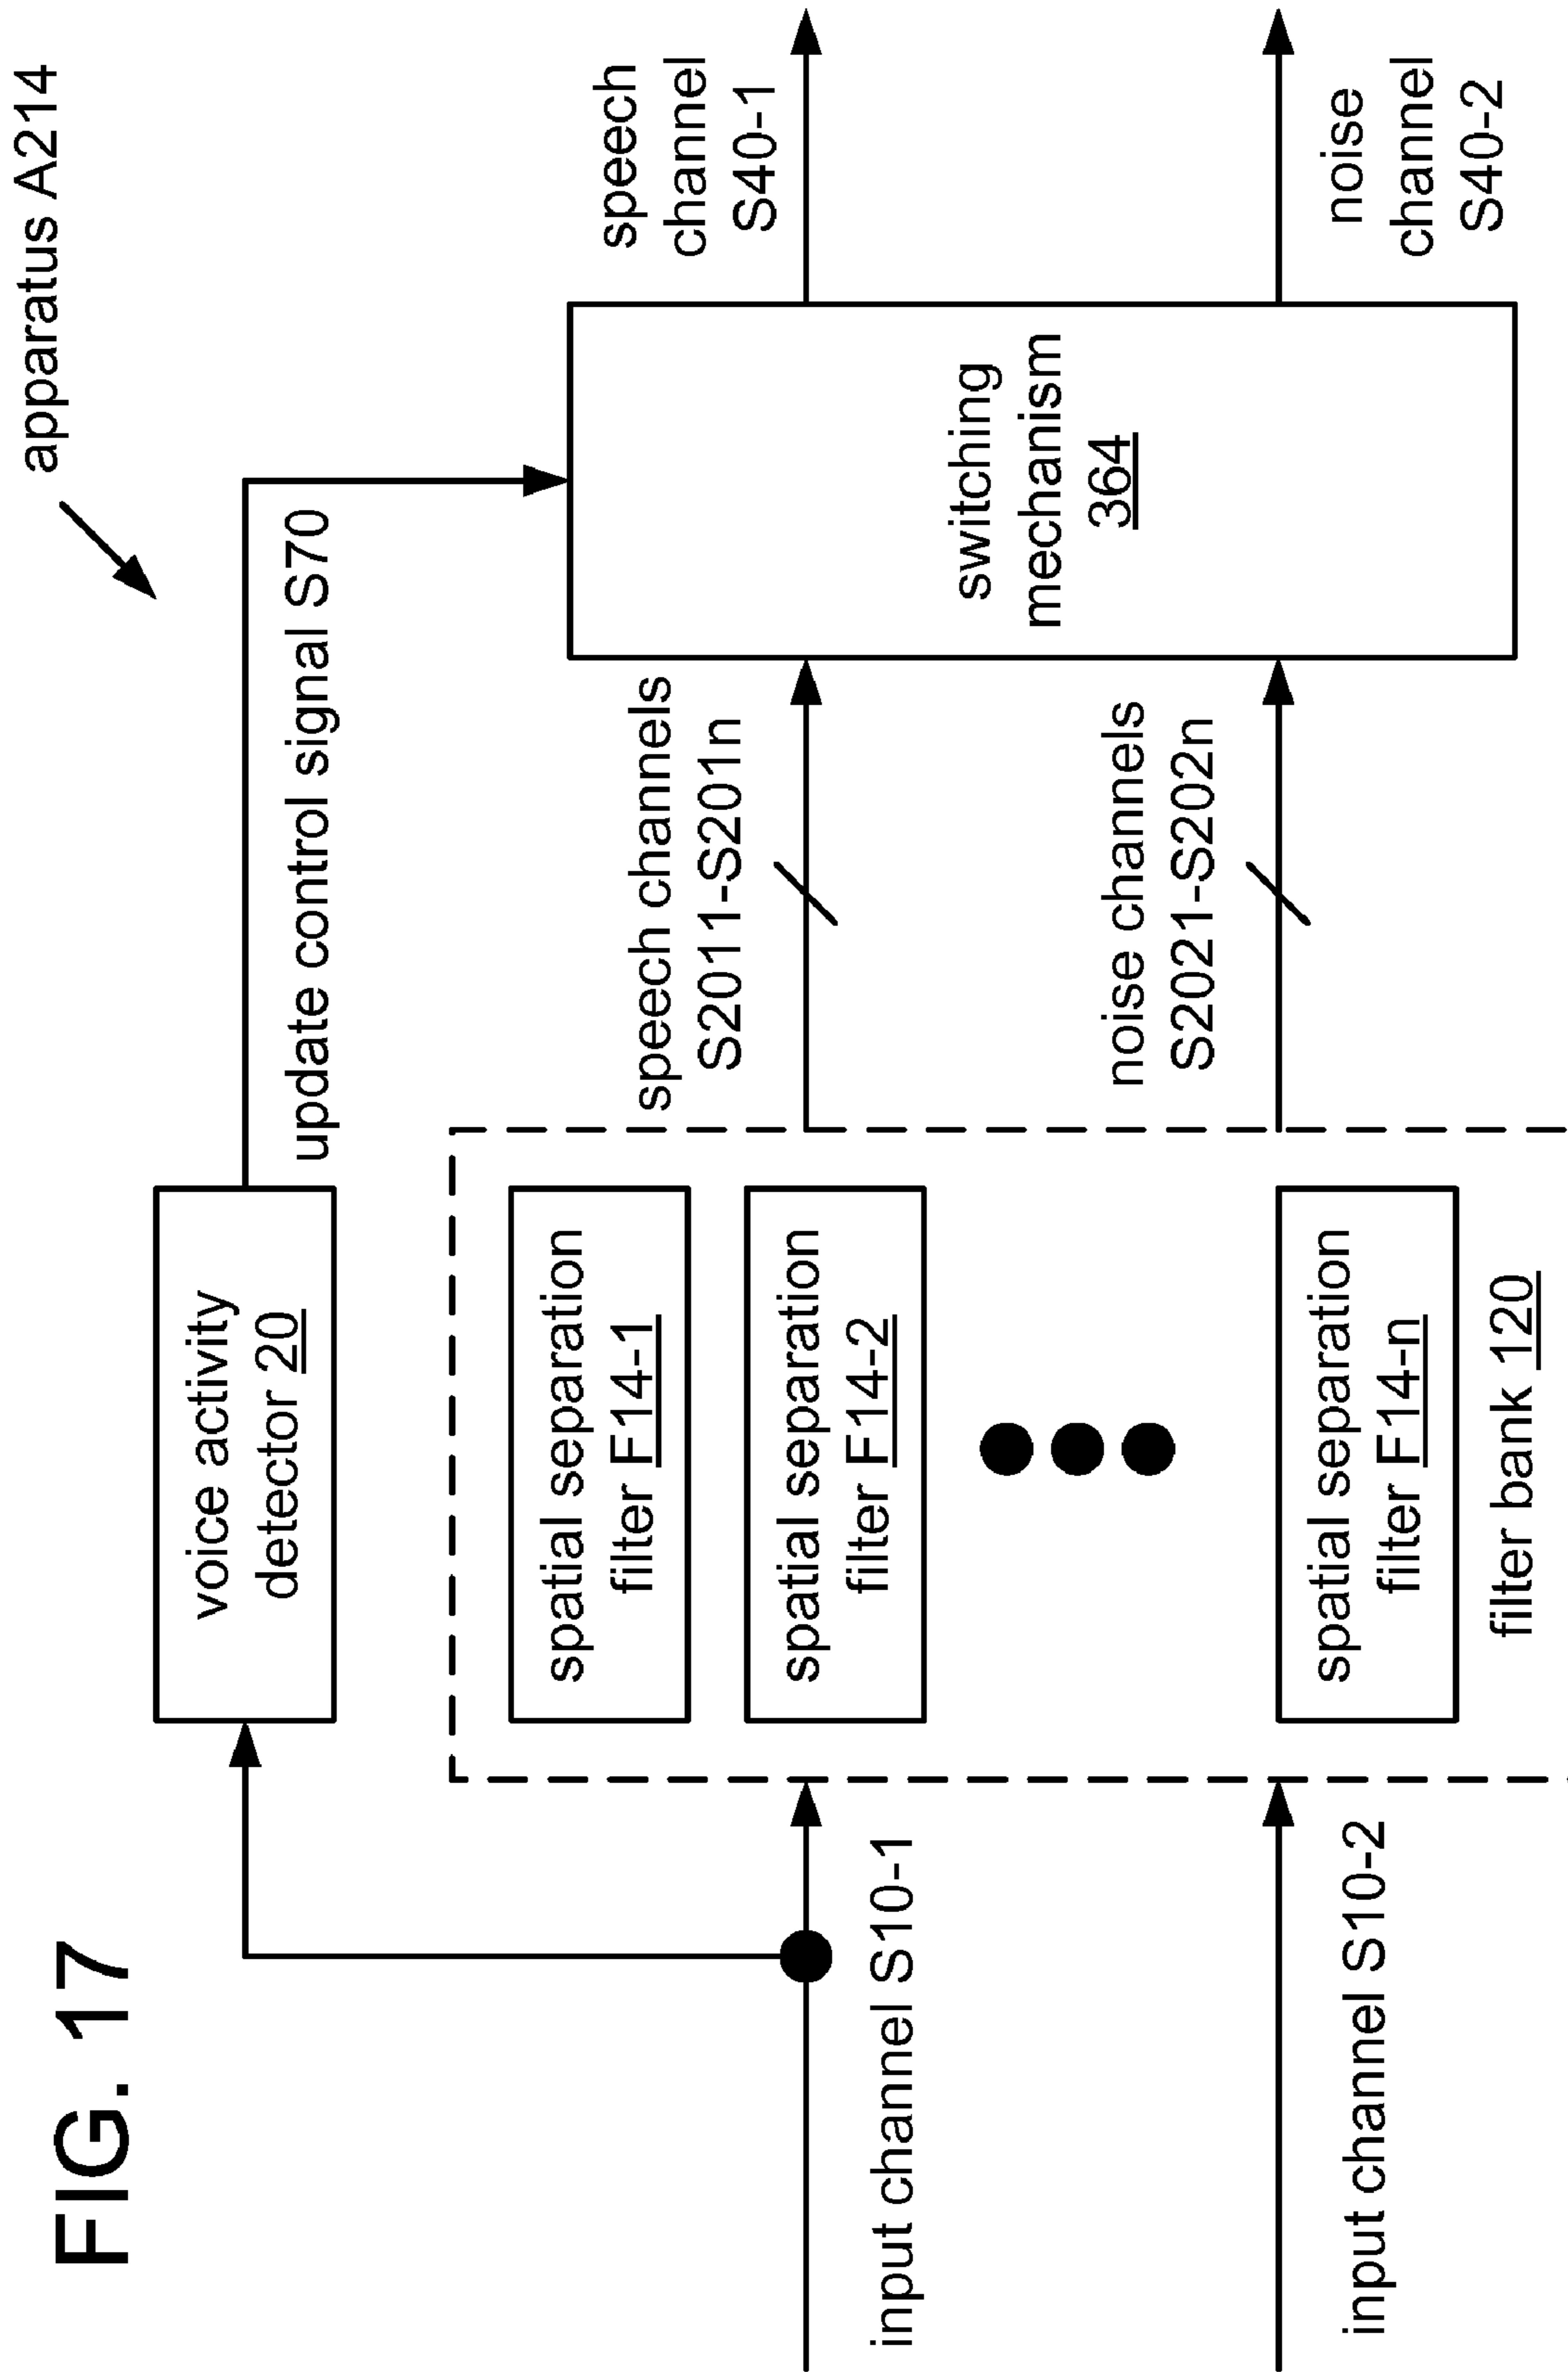 FIG. 17
apparatus A214
voice activity
detector 20
update control signal S70
input channel S10-1
input channel S10-2
spatial separation
filter F14-1
spatial separation
filter F14-2
spatial separation
filter F14-n
filter bank 120
speech channels
S2011-S201n
noise channels
S2021-S202n
switching
mechanism
364
speech
channel
S40-1
noise
channel
S40-2